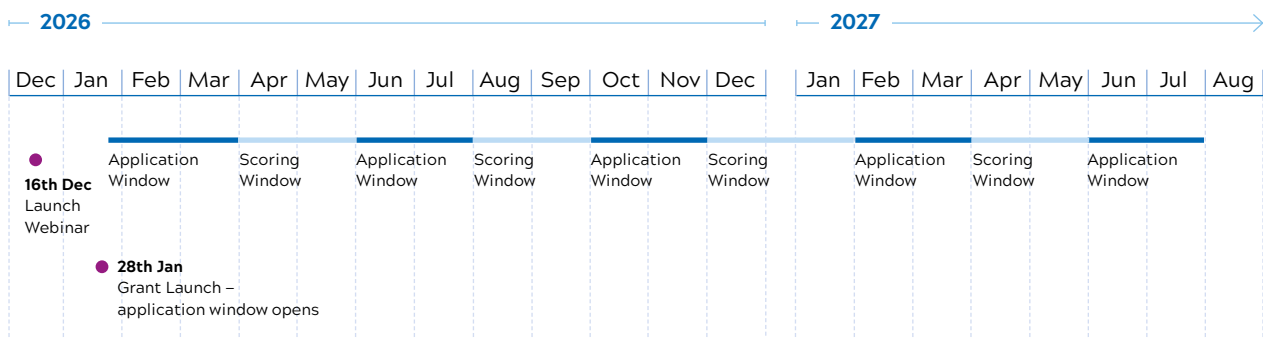 2026 2027
Dec Jan Feb Mar Apr May Jun Jul Aug Sep Oct Nov Dec Jan Feb Mar Apr May Jun Jul Aug
Application Scoring Application Scoring Application Scoring Application Scoring Application
Window Window Window Window Window Window Window Window Window
16th Dec
Launch
Webinar
28th Jan
Grant Launch –
application window opens